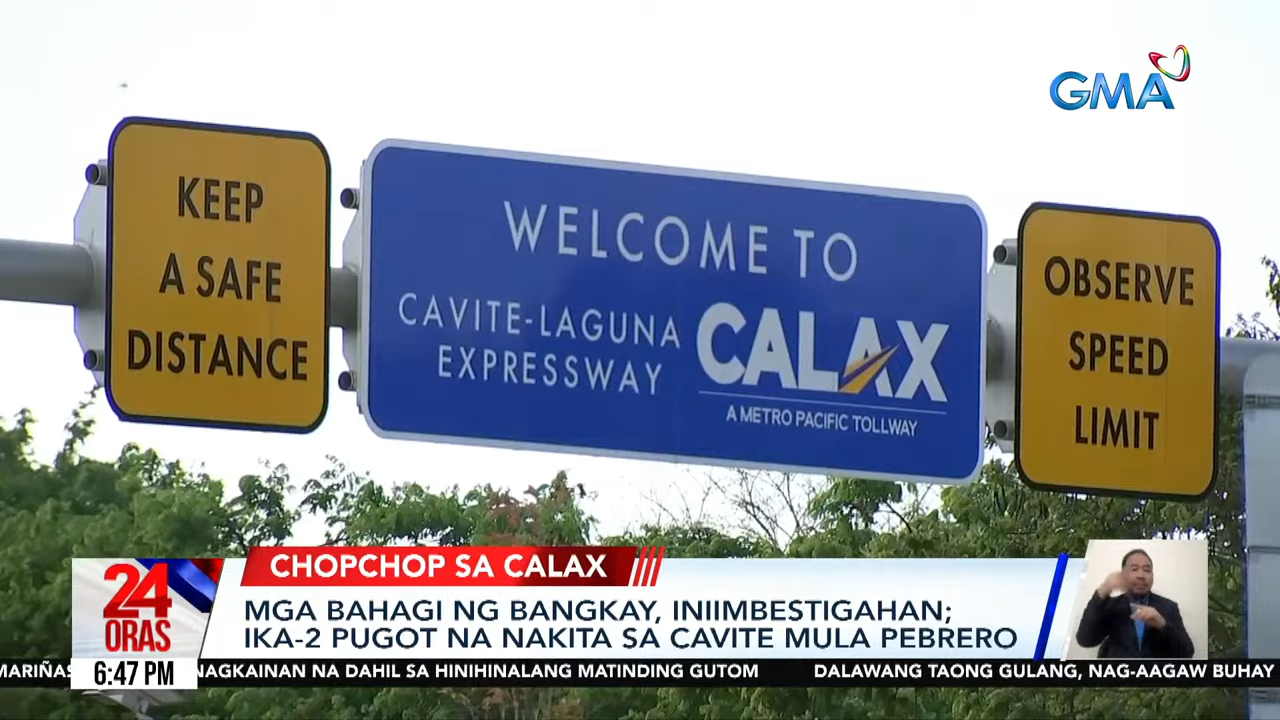 GMA
KEEP
A SAFE
DISTANCE
WELCOME TO
CAVITE-LAGUNA
EXPRESSWAY
CALAX
A METRO PACIFIC TOLLWAY
OBSERVE
SPEED
LIMIT
CHOPCHOP SA CALAX
24
ORAS
MGA BAHAGI NG BANGKAY, INIIMBESTIGAHAN;
IKA-2 PUGOT NA NAKITA SA CAVITE MULA PEBRERO
6:47 PM
NAGKAINAN NA DAHIL SA HINIHINALANG MATINDING GUTOM DALAWANG TAONG GULANG, NAG-AAGAW BUHAY